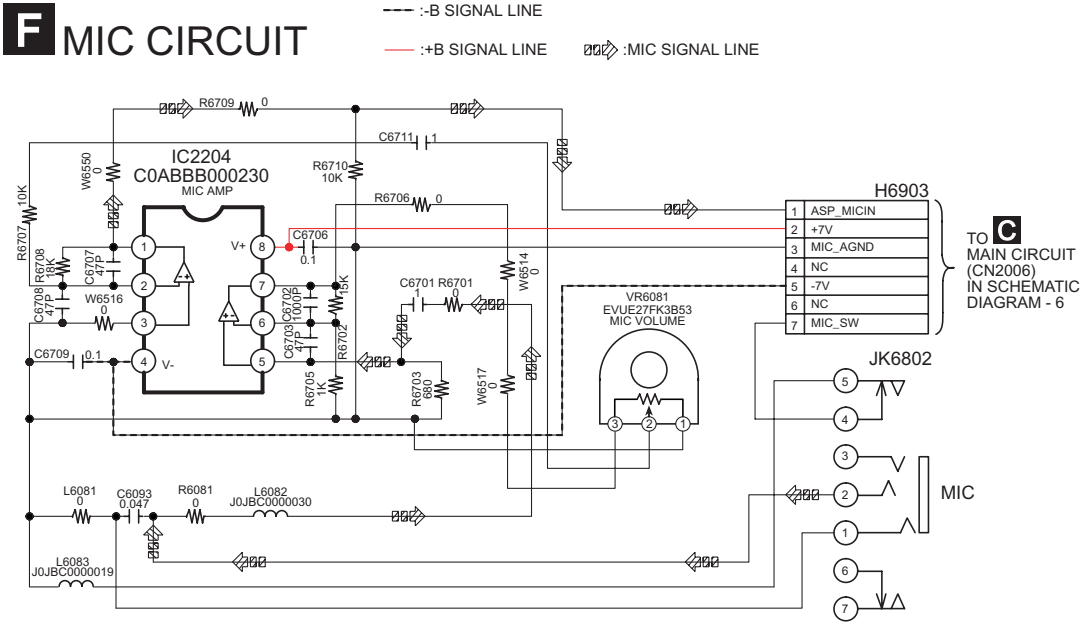 F MIC CIRCUIT
:-B SIGNAL LINE
:+B SIGNAL LINE
:MIC SIGNAL LINE
R6709 0
C6711 1
W6550
0
IC2204
C0ABBB000230
MIC AMP
R6710
10K
R6706 0
R6707 10K
R6708
18K
C6707
47P
C6708
47P
W6516
0
C6709 0.1
1
2
3
4
V-
V+
8
7
6
5
C6706
0.1
C6702
1000P
15K
R6702
C6703
47P
R6705
1K
C6701
1
R6701
0
R6703
680
W6514
0
W6517
0
VR6081
EVUE27FK3B53
MIC VOLUME
3
2
1
H6903
1 ASP_MICIN
2 +7V
3 MIC_AGND
4 NC
5 -7V
6 NC
7 MIC_SW
TO C
MAIN CIRCUIT
(CN2006)
IN SCHEMATIC
DIAGRAM - 6
JK6802
5
4
3
2
1
6
7
MIC
L6081
0
C6093
0.047
R6081
0
L6082
J0JBC0000030
L6083
J0JBC0000019